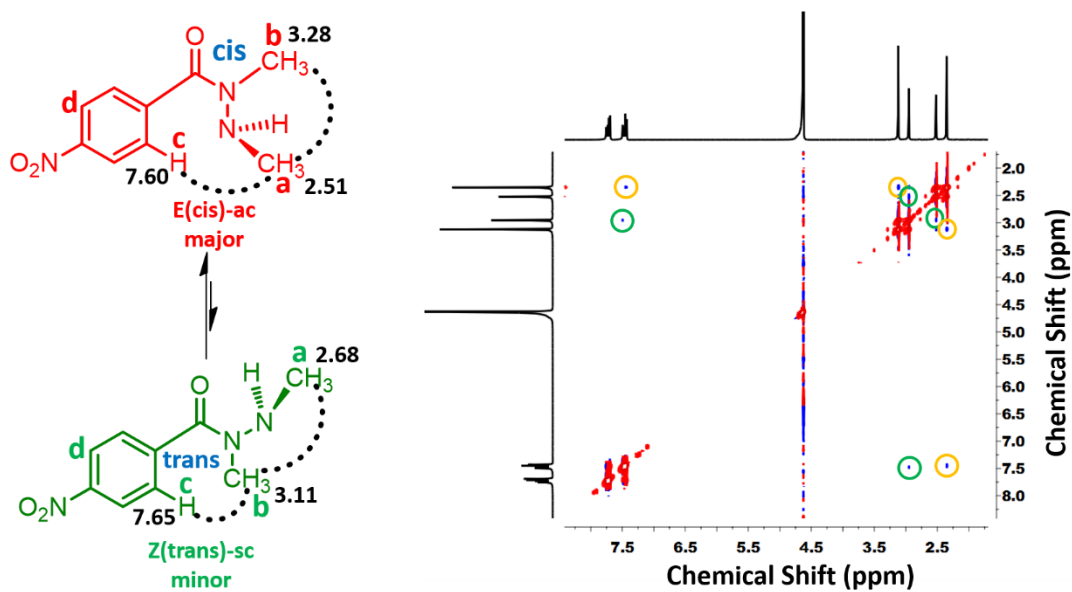 b 3.28
O cis CH3
N
d
N H
c
H CH3
O2N 7.60 a 2.51
E(cis)-ac
major
a 2.68
H CH3
O
N
d N
trans
c CH3
H b 3.11
O2N 7.65
Z(trans)-sc
minor
2.0
2.5
3.0
3.5
4.0
4.5
5.0
5.5
6.0
6.5
7.0
7.5
8.0
Chemical Shift (ppm)
7.5 6.5 5.5 4.5 3.5 2.5
Chemical Shift (ppm)